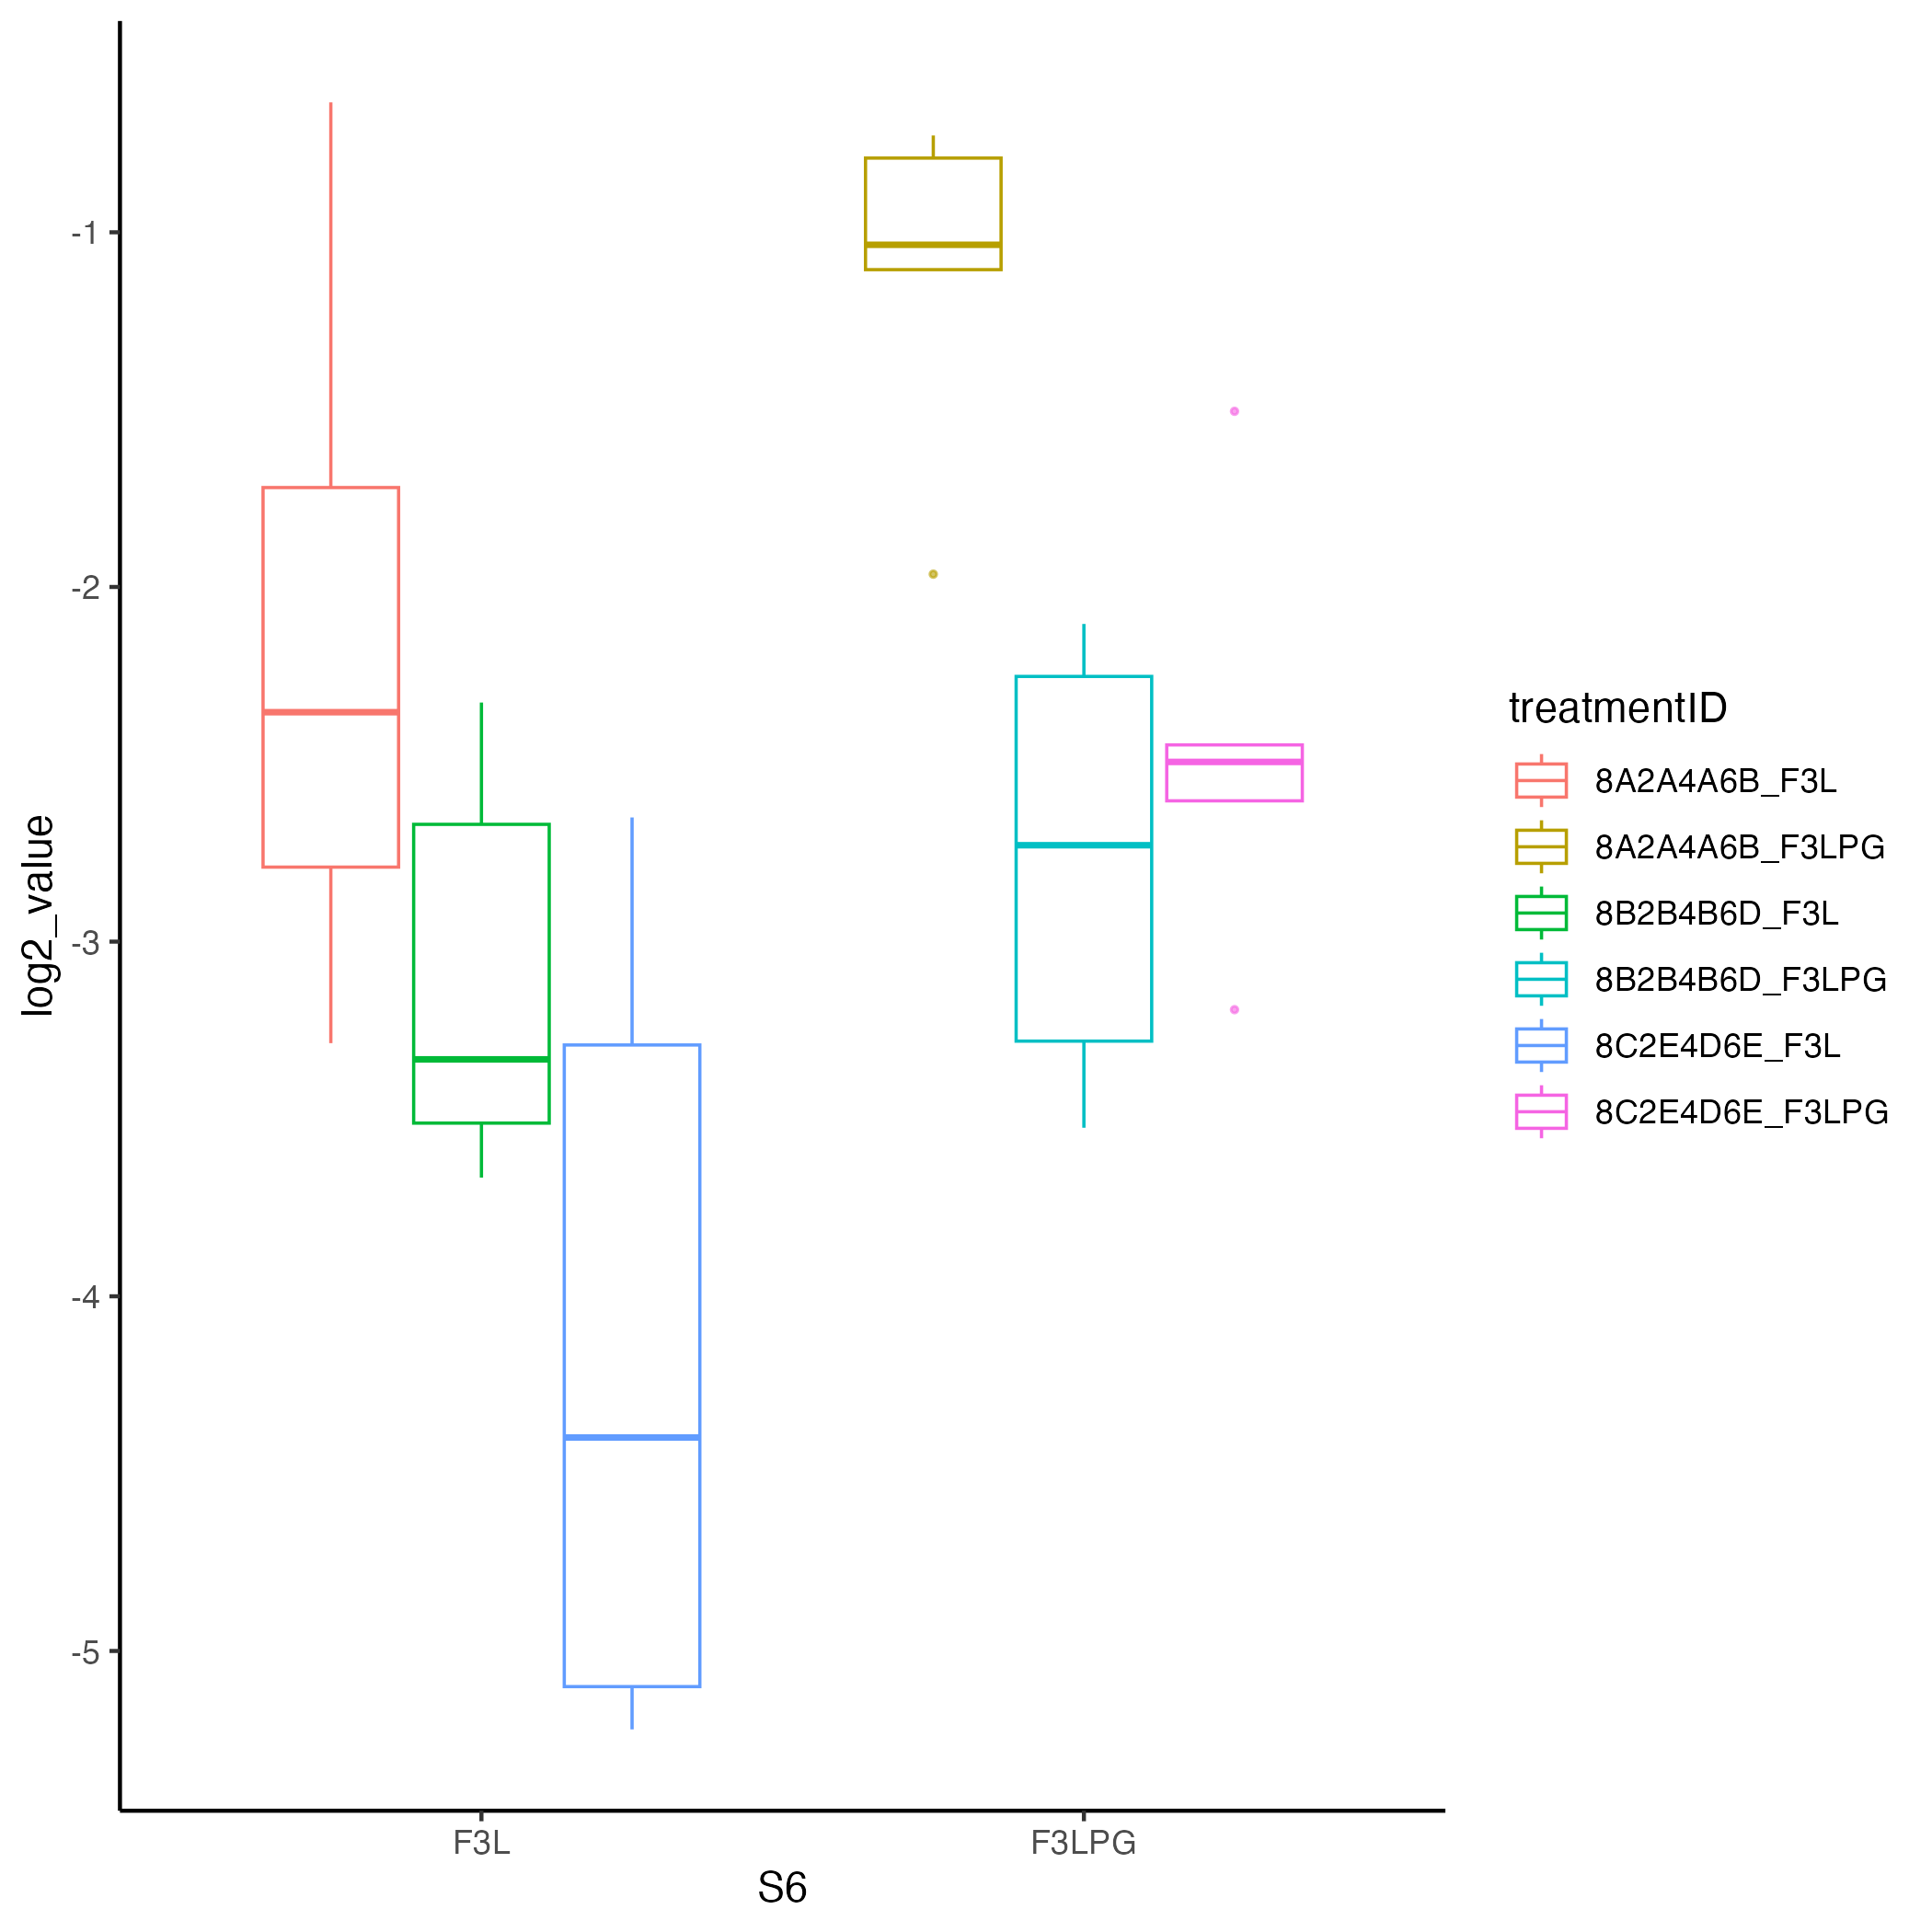 log2_value
-1
-2
-3
-4
-5
F3L
F3LPG
S6
treatmentID
8A2A4A6B_F3L
8A2A4A6B_F3LPG
8B2B4B6D_F3L
8B2B4B6D_F3LPG
8C2E4D6E_F3L
8C2E4D6E_F3LPG